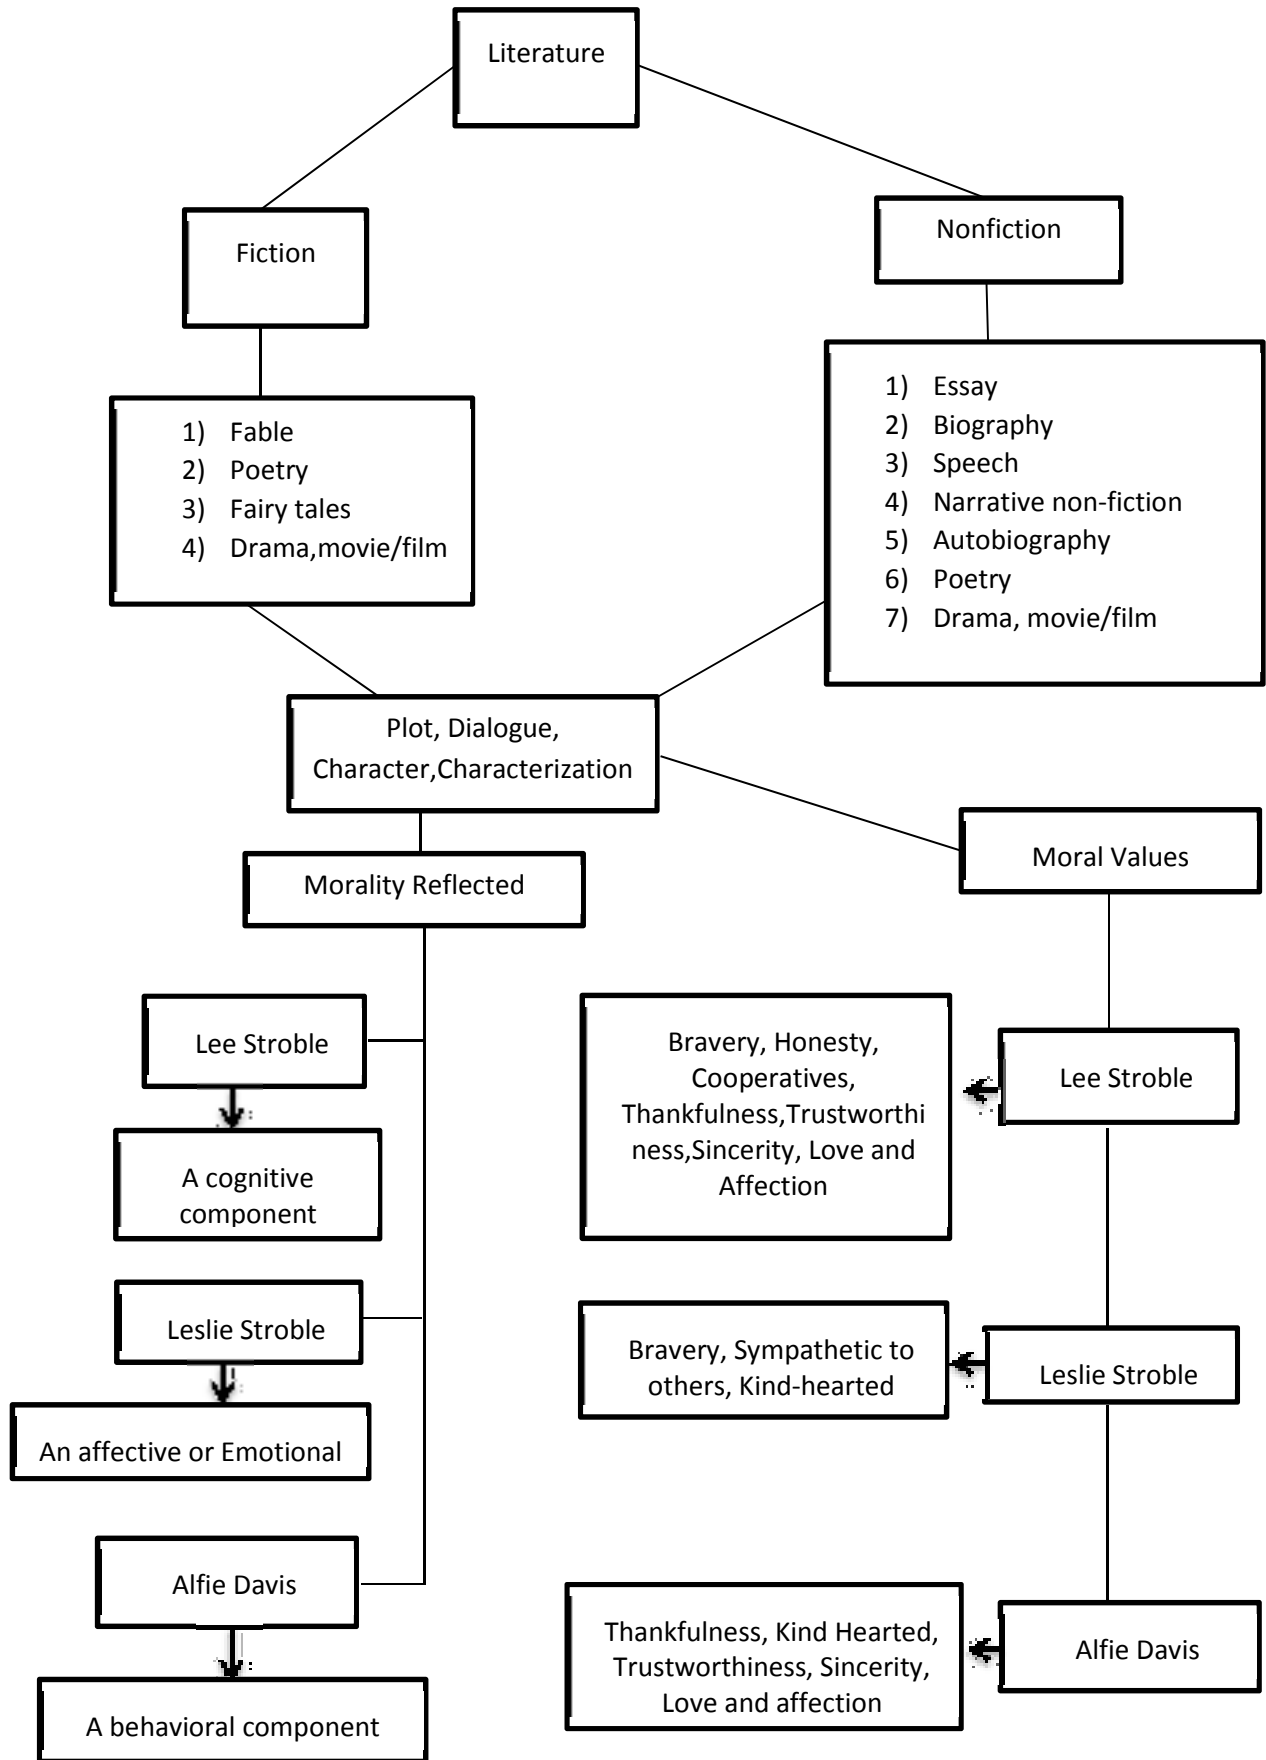 Literature
Fiction
Nonfiction
1) Fable
2) Poetry
3) Fairy tales
4) Drama,movie/film
1) Essay
2) Biography
3) Speech
4) Narrative non-fiction
5) Autobiography
6) Poetry
7) Drama, movie/film
Plot, Dialogue,
Character,Characterization
Morality Reflected
Moral Values
Lee Stroble
A cognitive
component
Leslie Stroble
An affective or Emotional
Alfie Davis
A behavioral component
Bravery, Honesty,
Cooperatives,
Thankfulness,Trustworthi
ness,Sincerity, Love and
Affection
Lee Stroble
Bravery, Sympathetic to
others, Kind-hearted
Leslie Stroble
Thankfulness, Kind Hearted,
Trustworthiness, Sincerity,
Love and affection
Alfie Davis